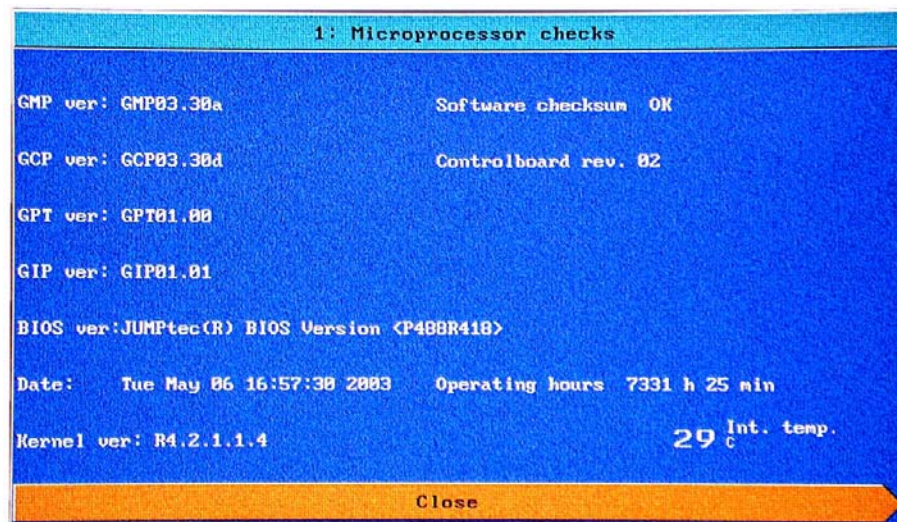 1: Microprocessor checks
GMP ver: GMP03.30a Software checksum OK
GCP ver: GCP03.30d Controlboard rev. 02
GPT ver: GPT01.00
GIP ver: GIP01.01
BIOS ver:JUMPtec(R) BIOS Version <P488R418>
Date: Tue May 06 16:57:30 2003 Operating hours 7331 h 25 min
Kernel ver: R4.2.1.1.4 29 C Int. temp.
Close